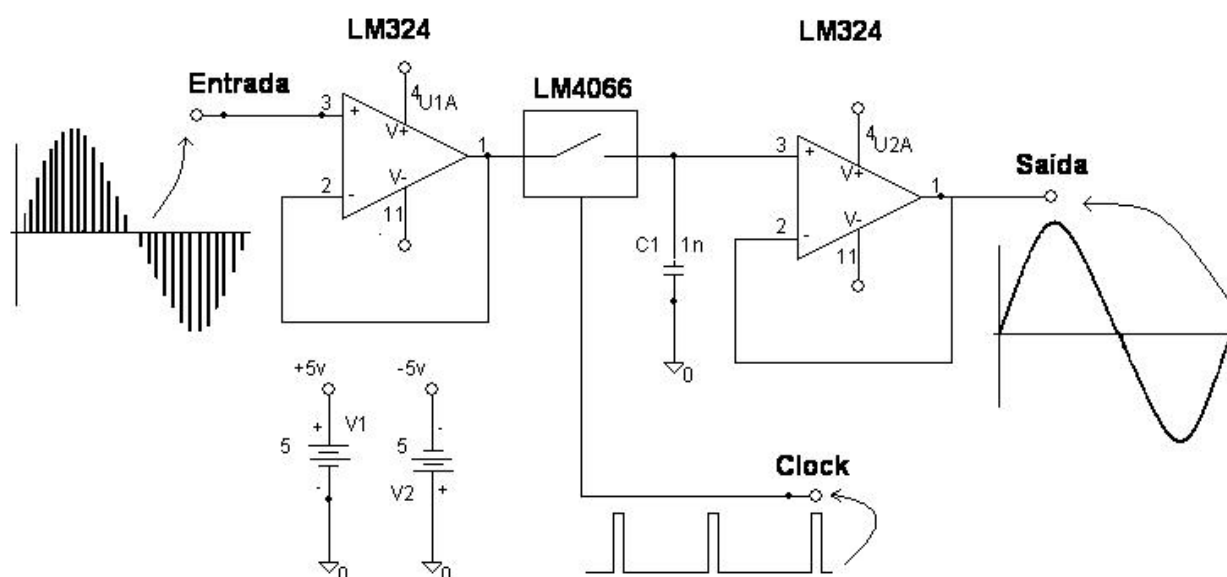 LM324
LM324
Entrada
LM4066
3
+
4
U1A
V+
1
2
-
V-
11
3
+
4
U2A
V+
1
2
-
V-
11
Saída
C1
1n
0
+5v
-5v
+
V1
5
-
0
-
5
V2
+
0
Clock